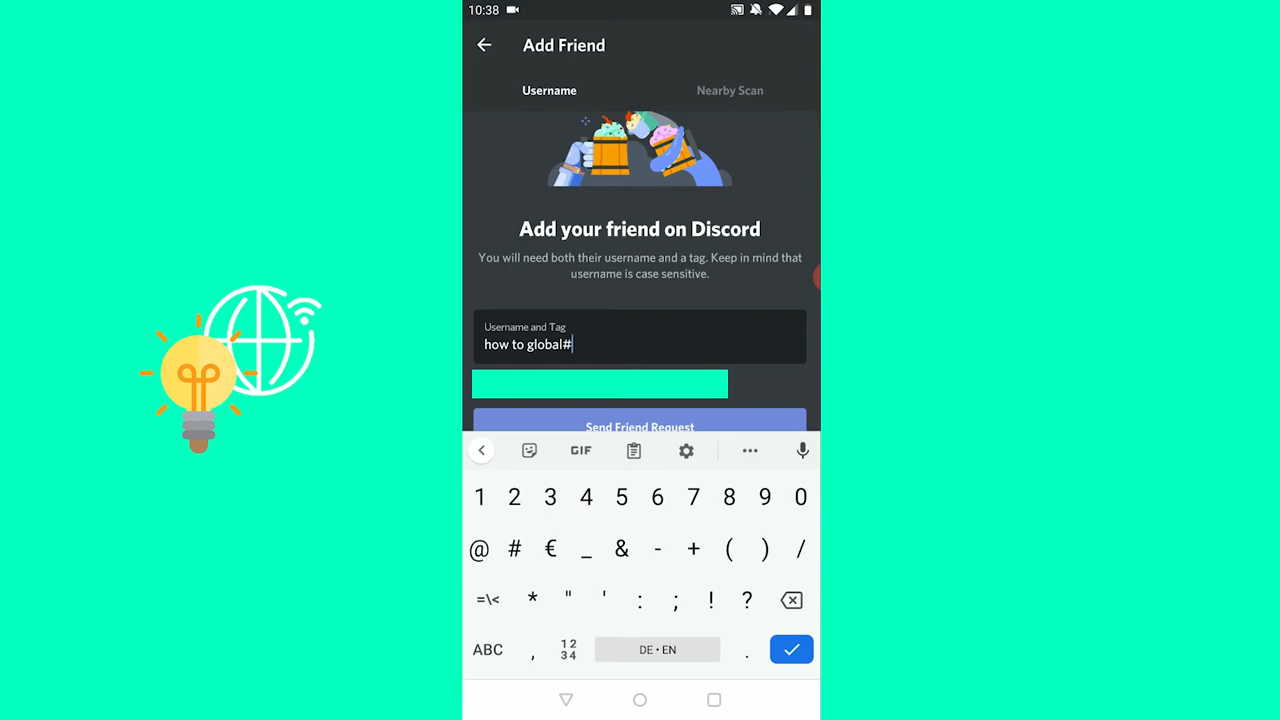 10:38
Add Friend
Username Nearby Scan
Add your friend on Discord
You will need both their username and a tag. Keep in mind that
username is case sensitive.
Username and Tag
how to global#
Send Friend Request
GIF
1 2 3 4 5 6 7 8 9 0
@ # € _ & - + ( ) /
=\< * " ' : ; ! ?
ABC , 12 34 DE • EN .